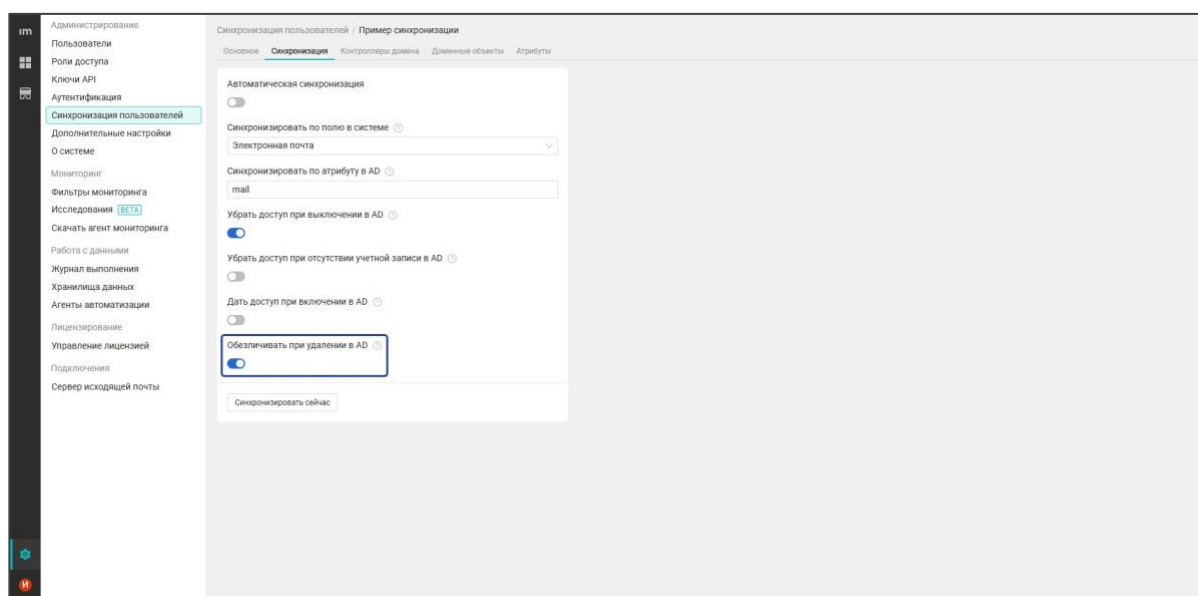 ım
Администрирование
Пользователи
Роли доступа
Ключи API
Аутентификация
Синхронизация пользователей
Дополнительные настройки
О системе
Мониторинг
Фильтры мониторинга
Исследования BETA
Скачать агент мониторинга
Работа с данными
Журнал выполнения
Хранилища данных
Агенты автоматизации
Лицензирование
Управление лицензией
Подключения
Сервер исходящей почты
И
Синхронизация пользователей / Пример синхронизации
Основное Синхронизация Контроллеры домена Доменные объекты Атрибуты
Автоматическая синхронизация
Синхронизировать по полю в системе ?
Электронная почта
Синхронизировать по атрибуту в AD ?
mail
Убрать доступ при выключении в AD ?
Убрать доступ при отсутствии учетной записи в AD ?
Дать доступ при включении в AD ?
Обезличивать при удалении в AD ?
Синхронизировать сейчас